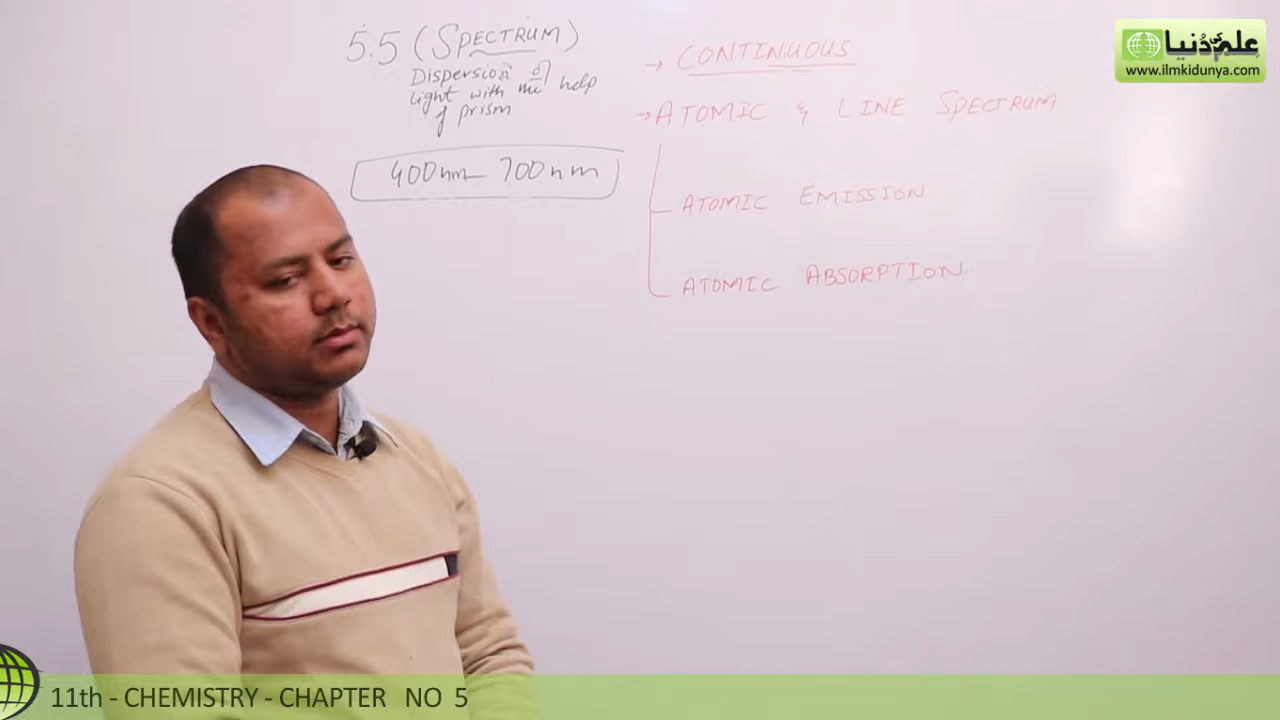 5.5 (SPECTRUM)
Dispersion of
light with the help
of prism
400nm - 700nm
→ CONTINUOUS
→ ATOMIC & LINE SPECTRUM
ATOMIC EMISSION
ATOMIC ABSORPTION
علم کی دُنیا
www.ilmkidunya.com
11th - CHEMISTRY - CHAPTER NO 5